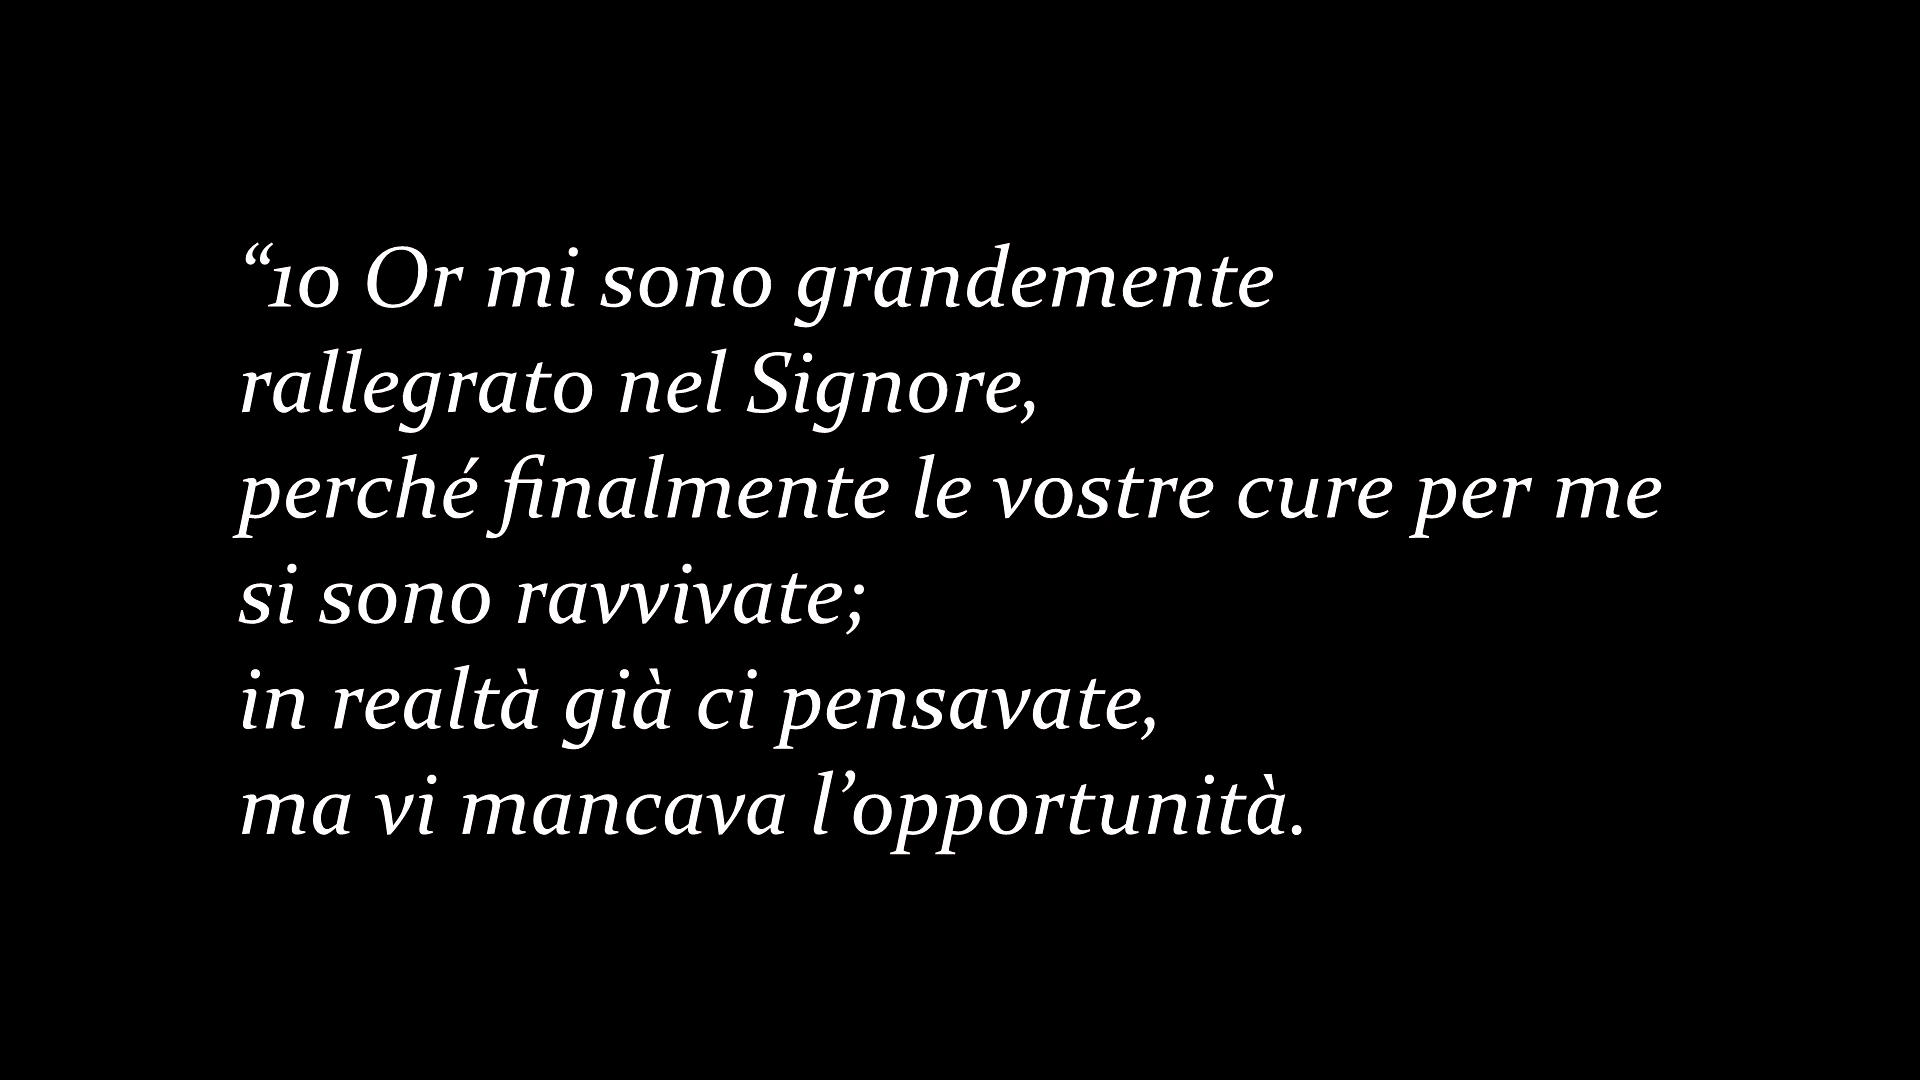 “10 Or mi sono grandemente
rallegrato nel Signore,
perché finalmente le vostre cure per me
si sono ravvivate;
in realtà già ci pensavate,
ma vi mancava l’opportunità.